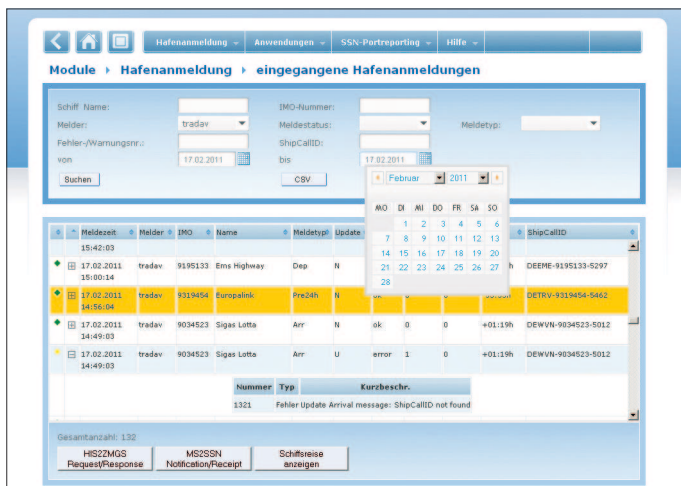 Hafenanmeldung Anwendungen SSN-Portreporting Hilfe
Module Hafenanmeldung eingegangene Hafenanmeldungen
Schiff Name: IMO-Nummer:
Melder: tradav Meldestatus: Meldetyp:
Fehler-/Warnungsnr.: ShipCallID:
von 17.02.2011 bis 17.02.2011
Suchen CSV
Februar 2011
MO DI MI DO FR SA SO
1 2 3 4 5 6
7 8 9 10 11 12 13
14 15 16 17 18 19 20
21 22 23 24 25 26 27
28
Meldezeit Melder IMO Name Meldetyp Update ShipCallID
15:42:03
17.02.2011 tradav 9195133 Ems Highway Dep N h DEEME-9195133-5297
15:00:14
17.02.2011 tradav 9319454 Europalink Pre24h N DETRV-9319454-5462
14:56:04
17.02.2011 tradav 9034523 Sigas Lotta Arr N ok 0 0 +01:19h DEWVN-9034523-5012
14:49:03
17.02.2011 tradav 9034523 Sigas Lotta Arr U error 1 0 +01:19h DEWVN-9034523-5012
14:49:03
Nummer Typ Kurzbeschr.
1321 Fehler Update Arrival message: ShipCallID not found
Gesamtanzahl: 132
HIS2ZMGS MS2SSN Schiffsreise
Request/Response Notification/Receipt anzeigen